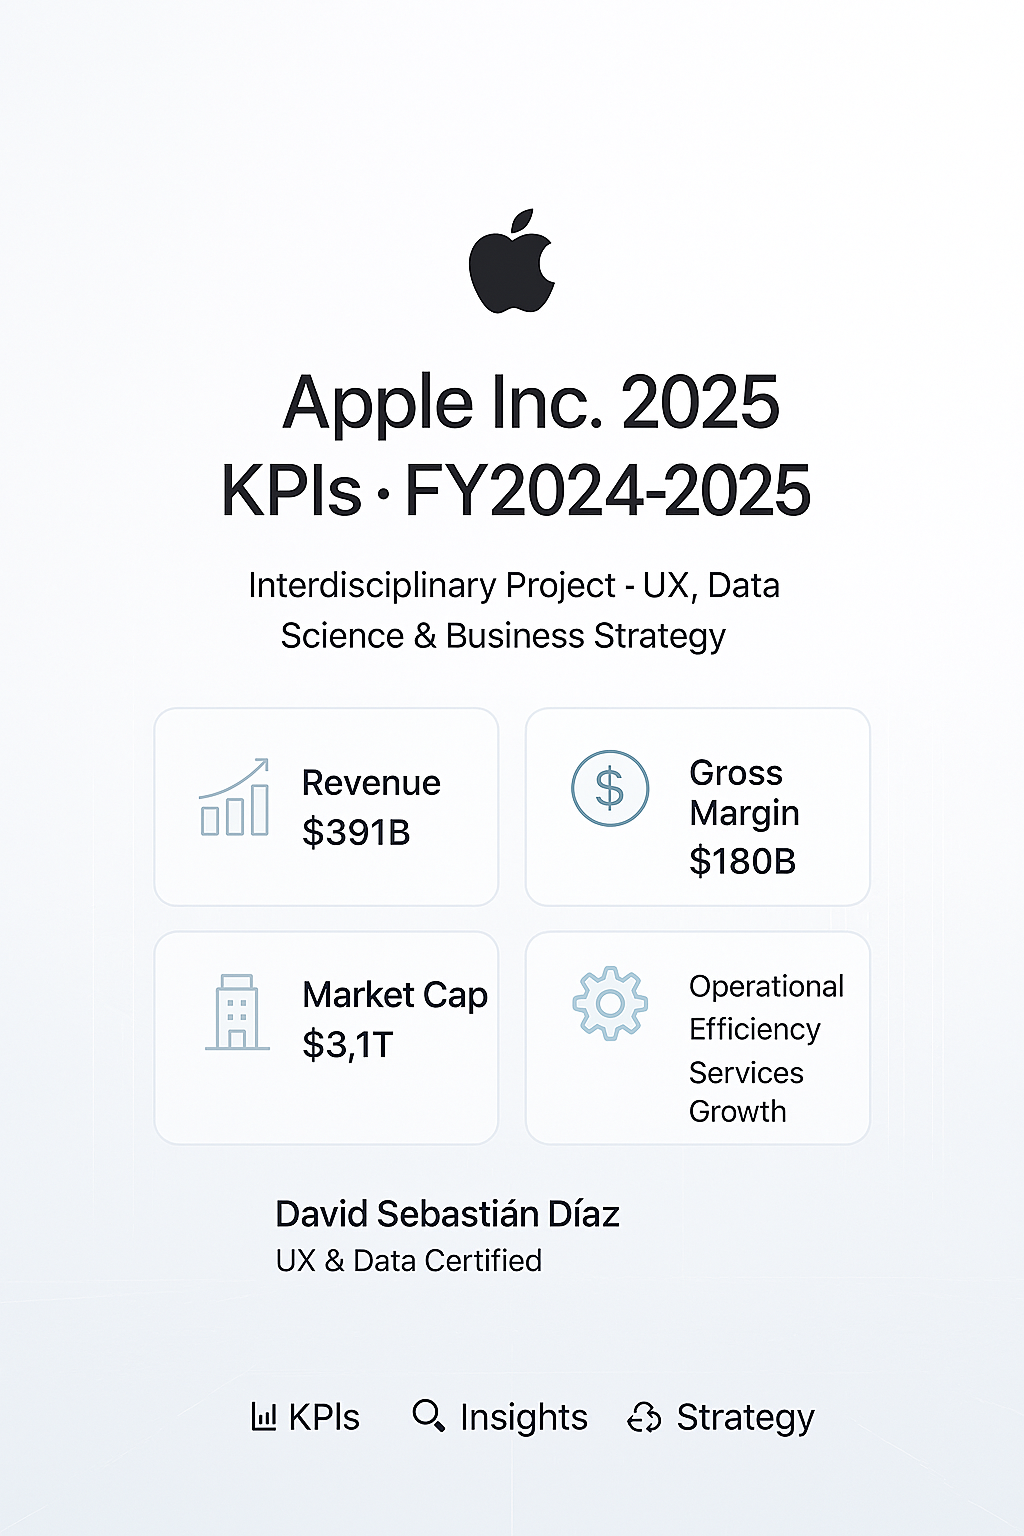 Apple Inc. 2025
KPIs · FY2024-2025
Interdisciplinary Project - UX, Data
Science & Business Strategy
Revenue
$391B
Gross
Margin
$180B
Market Cap
$3,1T
Operational
Efficiency
Services
Growth
David Sebastián Díaz
UX & Data Certified
KPIs
Insights
Strategy